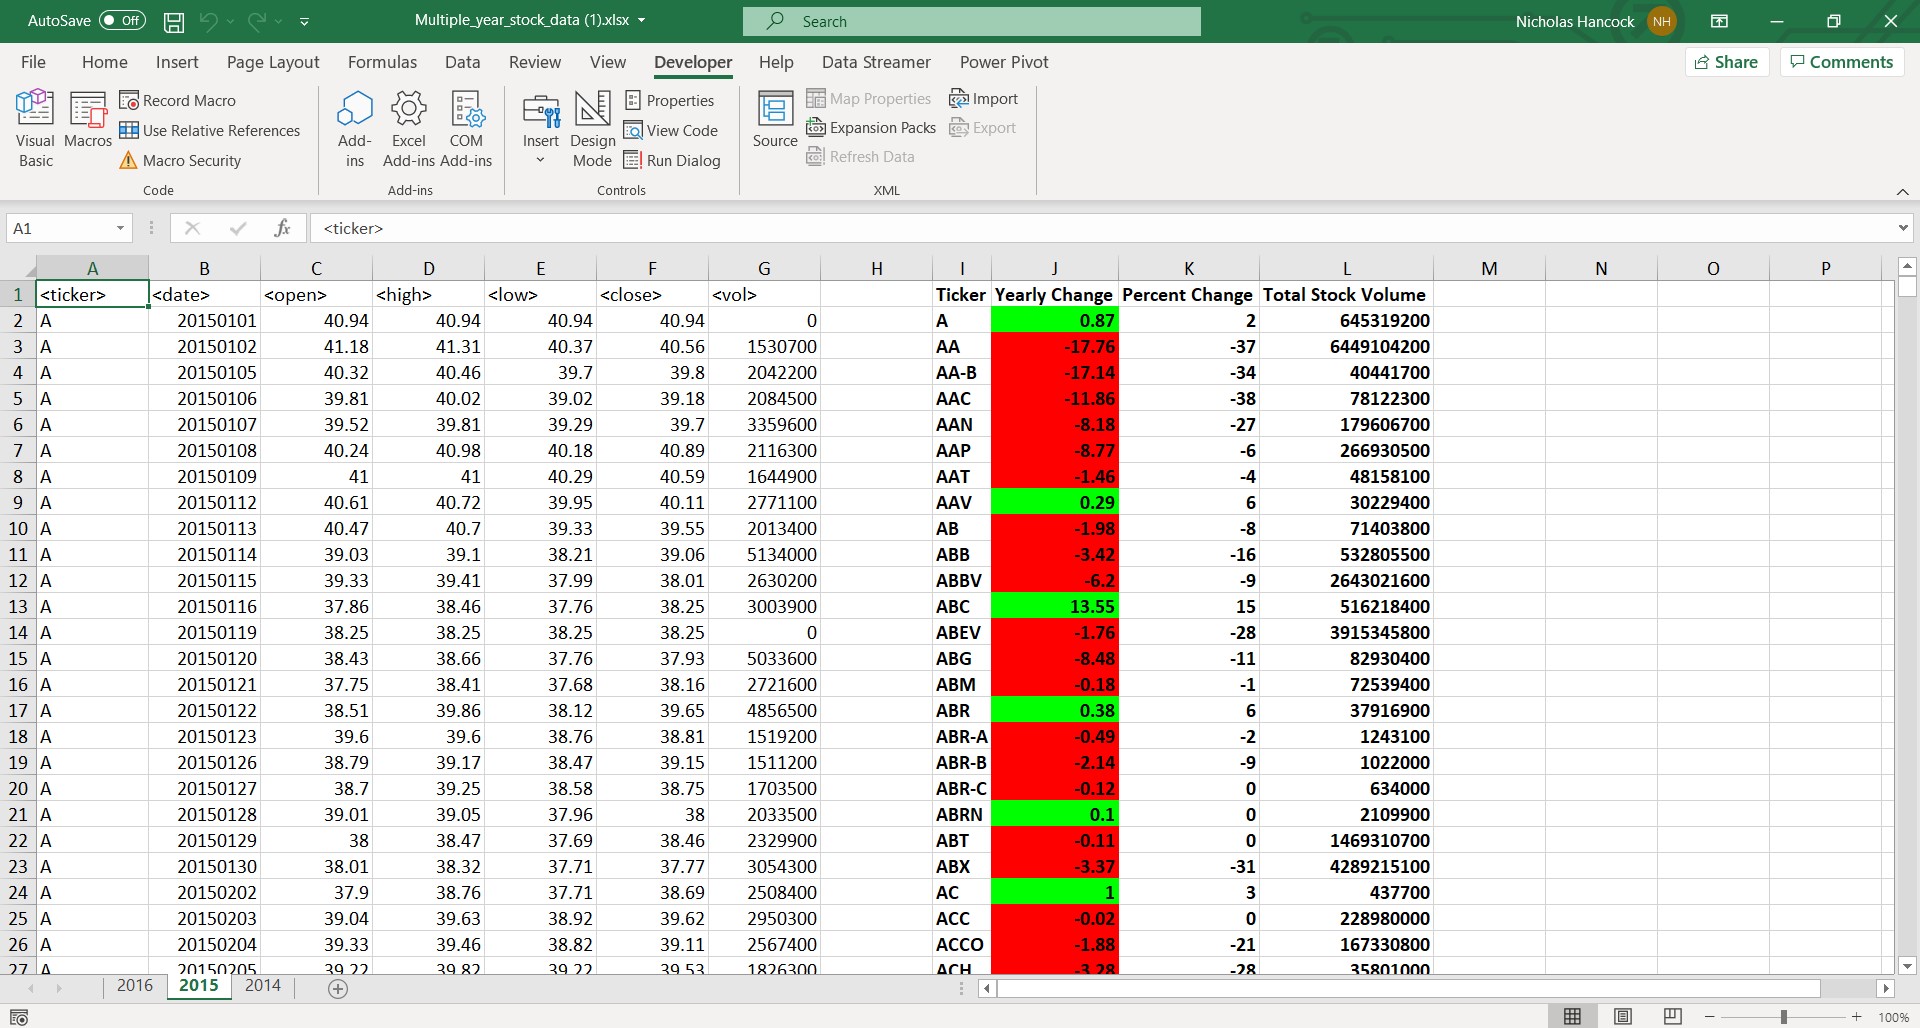 AutoSave Off Multiple_year_stock_data (1).xlsx Search Nicholas Hancock NH
File Home Insert Page Layout Formulas Data Review View Developer Help Data Streamer Power Pivot Share Comments
Visual Basic
Macros
Record Macro
Use Relative References
Macro Security
Code
Add-ins
Excel Add-ins
COM Add-ins
Add-ins
Insert
Design Mode
Properties
View Code
Run Dialog
Controls
Source
Map Properties
Expansion Packs
Refresh Data
Import
Export
XML
A1 fx <ticker>
A B C D E F G H I J K L M N O P
1 <ticker> <date> <open> <high> <low> <close> <vol> Ticker Yearly Change Percent Change Total Stock Volume
2 A 20150101 40.94 40.94 40.94 40.94 0 A 0.87 2 645319200
3 A 20150102 41.18 41.31 40.37 40.56 1530700 AA -17.76 -37 6449104200
4 A 20150105 40.32 40.46 39.7 39.8 2042200 AA-B -17.14 -34 40441700
5 A 20150106 39.81 40.02 39.02 39.18 2084500 AAC -11.86 -38 78122300
6 A 20150107 39.52 39.81 39.29 39.7 3359600 AAN -8.18 -27 179606700
7 A 20150108 40.24 40.98 40.18 40.89 2116300 AAP -8.77 -6 266930500
8 A 20150109 41 41 40.29 40.59 1644900 AAT -1.46 -4 48158100
9 A 20150112 40.61 40.72 39.95 40.11 2771100 AAV 0.29 6 30229400
10 A 20150113 40.47 40.7 39.33 39.55 2013400 AB -1.98 -8 71403800
11 A 20150114 39.03 39.1 38.21 39.06 5134000 ABB -3.42 -16 532805500
12 A 20150115 39.33 39.41 37.99 38.01 2630200 ABBV -6.2 -9 2643021600
13 A 20150116 37.86 38.46 37.76 38.25 3003900 ABC 13.55 15 516218400
14 A 20150119 38.25 38.25 38.25 38.25 0 ABEV -1.76 -28 3915345800
15 A 20150120 38.43 38.66 37.76 37.93 5033600 ABG -8.48 -11 82930400
16 A 20150121 37.75 38.41 37.68 38.16 2721600 ABM -0.18 -1 72539400
17 A 20150122 38.51 39.86 38.12 39.65 4856500 ABR 0.38 6 37916900
18 A 20150123 39.6 39.6 38.76 38.81 1519200 ABR-A -0.49 -2 1243100
19 A 20150126 38.79 39.17 38.47 39.15 1511200 ABR-B -2.14 -9 1022000
20 A 20150127 38.7 39.25 38.58 38.75 1703500 ABR-C -0.12 0 634000
21 A 20150128 39.01 39.05 37.96 38 2033500 ABRN 0.1 0 2109900
22 A 20150129 38 38.47 37.69 38.46 2329900 ABT -0.11 0 1469310700
23 A 20150130 38.01 38.32 37.71 37.77 3054300 ABX -3.37 -31 4289215100
24 A 20150202 37.9 38.76 37.71 38.69 2508400 AC 1 3 437700
25 A 20150203 39.04 39.63 38.92 39.62 2950300 ACC -0.02 0 228980000
26 A 20150204 39.33 39.46 38.82 39.11 2567400 ACCO -1.88 -21 167330800
27 A 20150205 39.22 39.82 39.22 39.53 1826300 ACH -3.28 -28 35801000
2016 2015 2014
100%